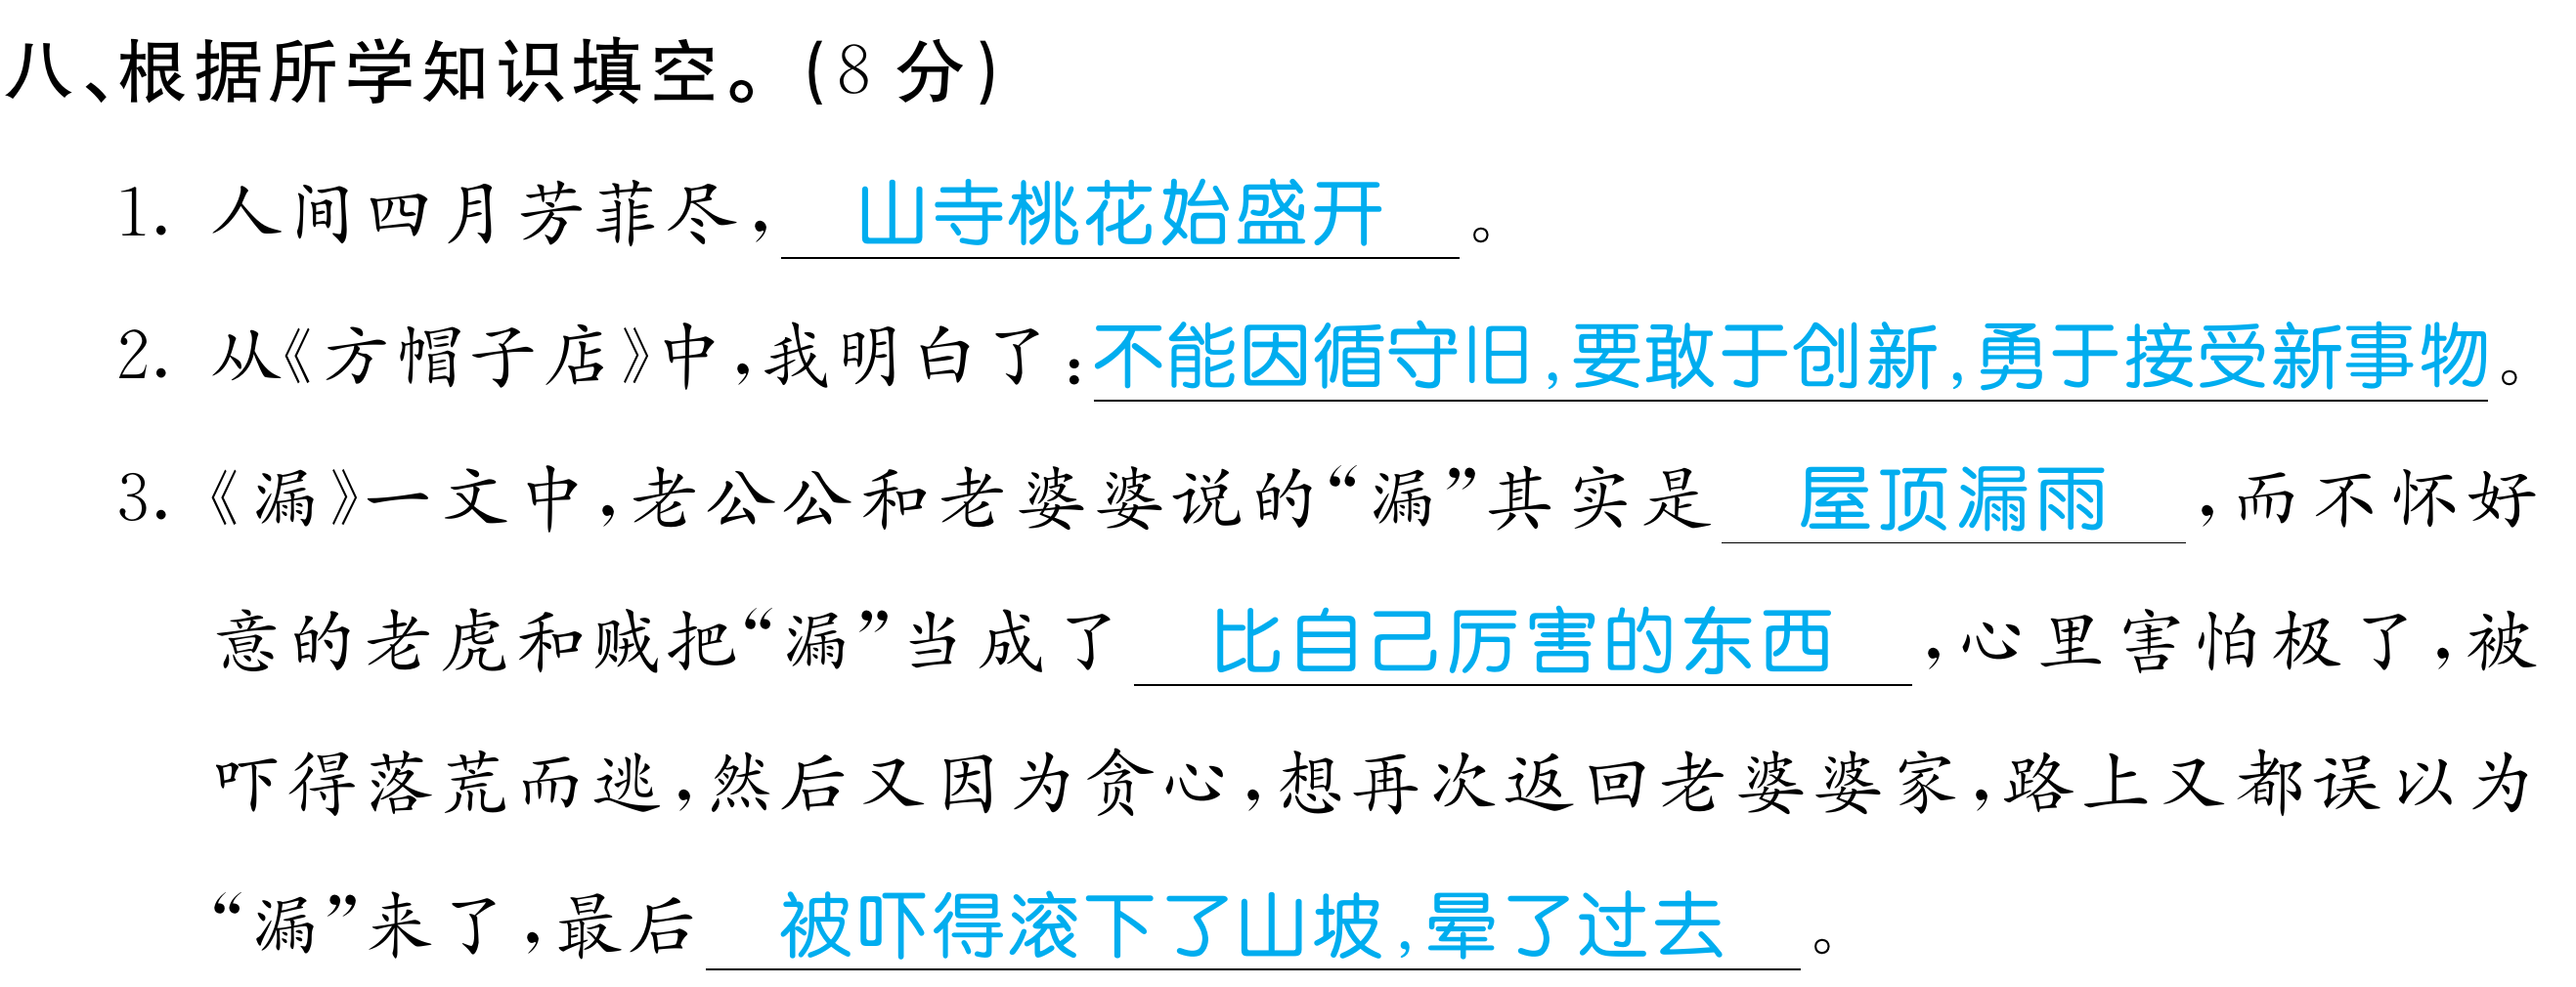 八、根据所学知识填空。(8 分)
1. 人间四月芳菲尽，山寺桃花始盛开。
2. 从《方帽子店》中，我明白了：不能因循守旧，要敢于创新，勇于接受新事物。
3.《漏》一文中，老公公和老婆婆说的“漏”其实是 屋顶漏雨 ，而不怀好
意的老虎和贼把“漏”当成了 比自己厉害的东西 ，心里害怕极了，被
吓得落荒而逃，然后又因为贪心，想再次返回老婆婆家，路上又都误以为
“漏”来了，最后 被吓得滚下了山坡，晕了过去 。